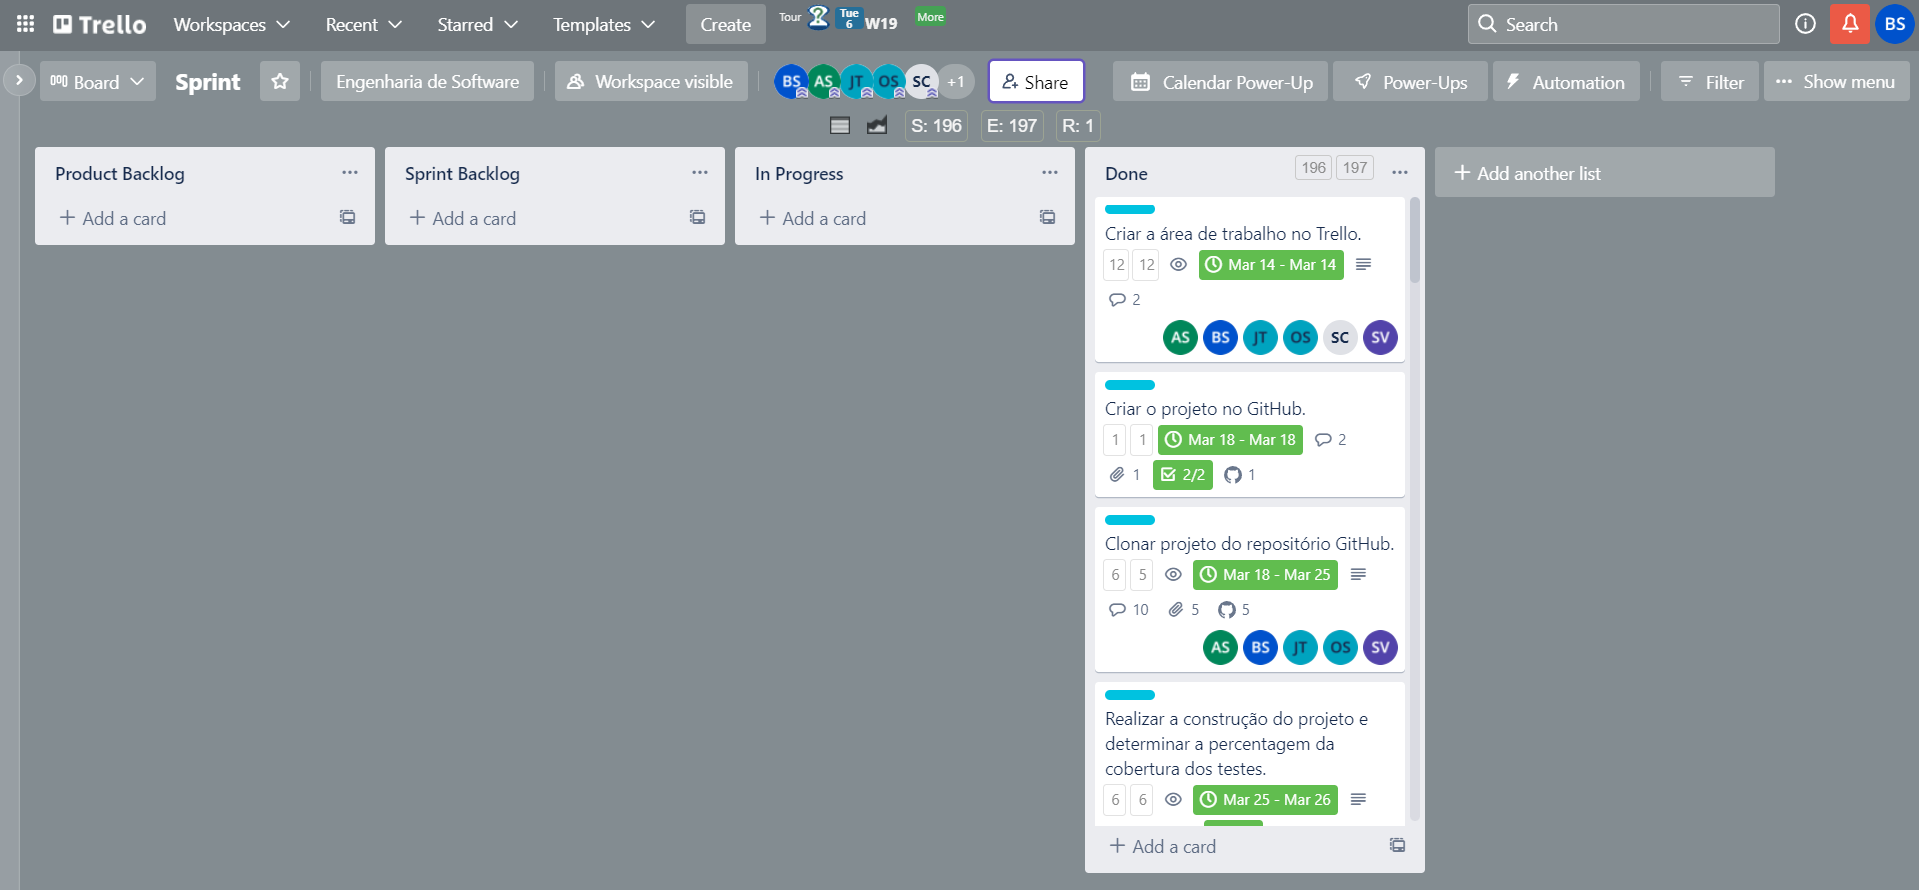 Trello Workspaces Recent Starred Templates Create Tour Tue 6 W19 More Search BS
Board Sprint Engenharia de Software Workspace visible BS AS JT OS SC +1 Share Calendar Power-Up Power-Ups Automation Filter Show menu
S: 196 E: 197 R: 1
Product Backlog
+ Add a card
Sprint Backlog
+ Add a card
In Progress
+ Add a card
Done 196 197
Criar a área de trabalho no Trello.
12 12 Mar 14 - Mar 14
2
AS BS JT OS SC SV
Criar o projeto no GitHub.
1 1 Mar 18 - Mar 18 2
1 2/2 1
Clonar projeto do repositório GitHub.
6 5 Mar 18 - Mar 25
10 5 5
AS BS JT OS SV
Realizar a construção do projeto e
determinar a percentagem da
cobertura dos testes.
6 6 Mar 25 - Mar 26
+ Add a card
+ Add another list